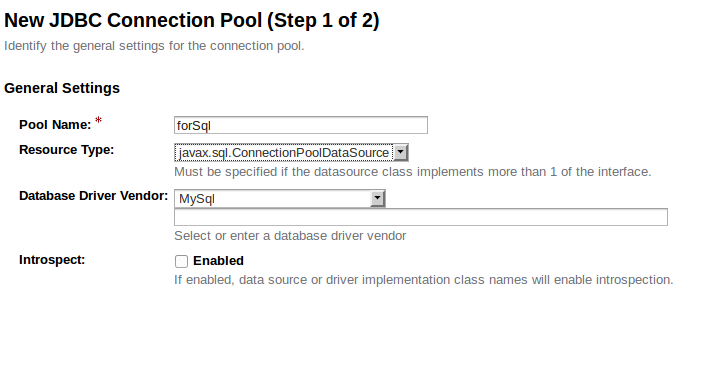 New JDBC Connection Pool (Step 1 of 2)
Identify the general settings for the connection pool.
General Settings
Pool Name: * forSql
Resource Type: javax.sql.ConnectionPoolDataSource
Must be specified if the datasource class implements more than 1 of the interface.
Database Driver Vendor: MySql
Select or enter a database driver vendor
Introspect: Enabled
If enabled, data source or driver implementation class names will enable introspection.